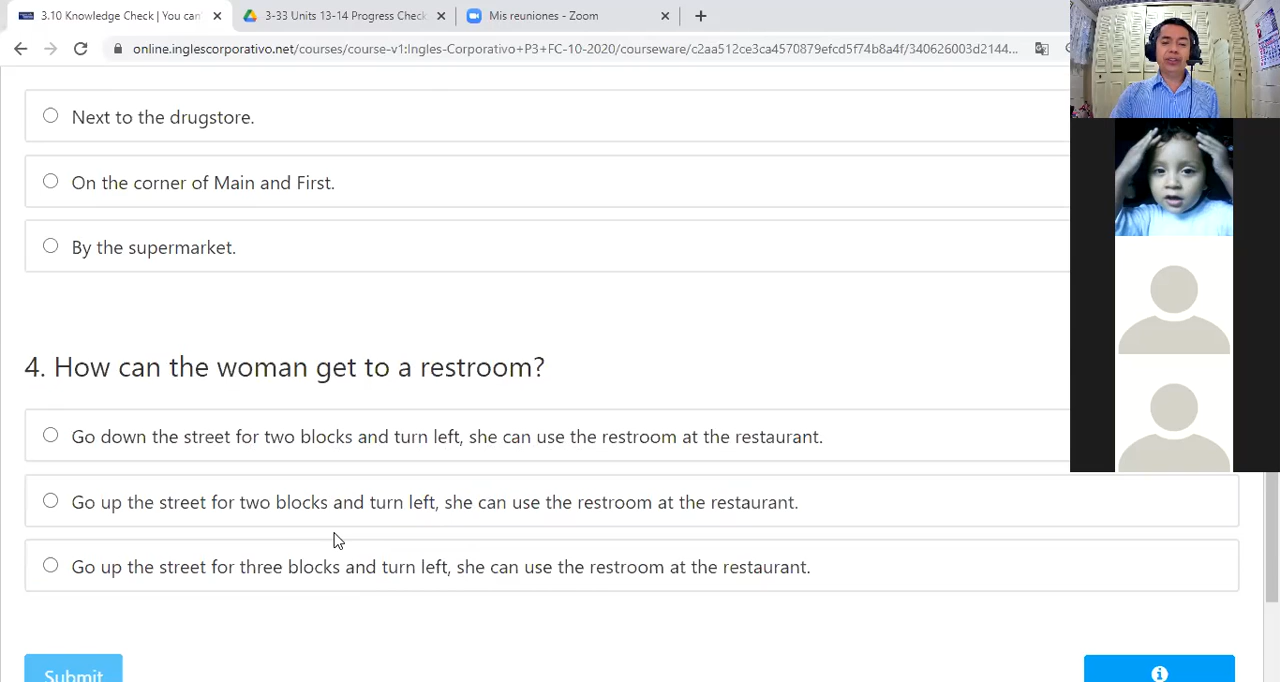 3.10 Knowledge Check | You can
3-33 Units 13-14 Progress Check
Mis reuniones - Zoom
online.inglescorporativo.net/courses/course-v1:Ingles-Corporativo+P3+FC-10-2020/courseware/c2aa512ce3ca4570879efcd5f74b8a4f/340626003d2144...
Next to the drugstore.
On the corner of Main and First.
By the supermarket.
4. How can the woman get to a restroom?
Go down the street for two blocks and turn left, she can use the restroom at the restaurant.
Go up the street for two blocks and turn left, she can use the restroom at the restaurant.
Go up the street for three blocks and turn left, she can use the restroom at the restaurant.
Submit